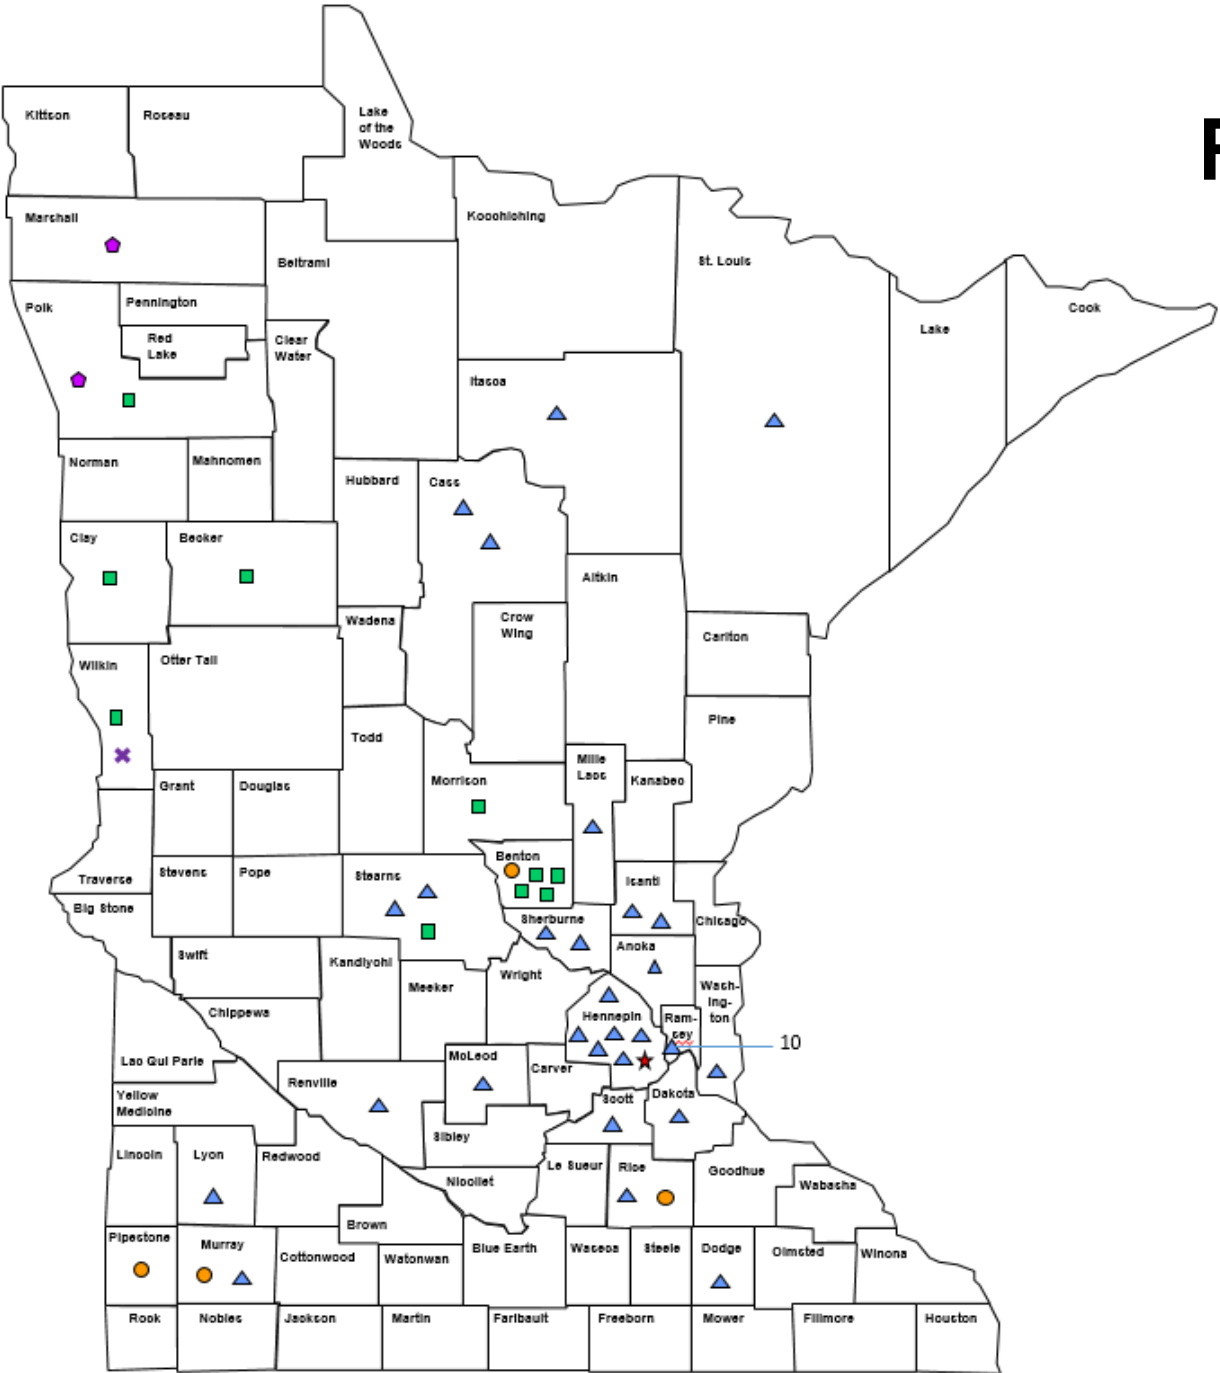 Kittson
Roseau
Lake
of the
Woods
R
Marshall
Koochiching
Beltrami
St. Louis
Polk
Pennington
Red
Lake
Clear
Water
Lake
Cook
Itasca
Norman
Mahnomen
Hubbard
Cass
Clay
Becker
Aitkin
Wadena
Crow
Wing
Carlton
Wilkin
Otter Tail
Pine
Todd
Mille
Lacs
Kanabec
Grant
Douglas
Morrison
Traverse
Stevens
Pope
Stearns
Benton
Isanti
Big Stone
Sherburne
Chisago
Swift
Kandiyohi
Anoka
Meeker
Wright
Wash-
ing-
ton
Chippewa
Hennepin
Ram-
sey
10
Lac Qui Parle
McLeod
Carver
Renville
Yellow
Medicine
Scott
Dakota
Sibley
Lincoln
Lyon
Redwood
Le Sueur
Rice
Goodhue
Nicollet
Wabasha
Brown
Pipestone
Murray
Cottonwood
Watonwan
Blue Earth
Waseca
Steele
Dodge
Olmsted
Winona
Rock
Nobles
Jackson
Martin
Faribault
Freeborn
Mower
Fillmore
Houston